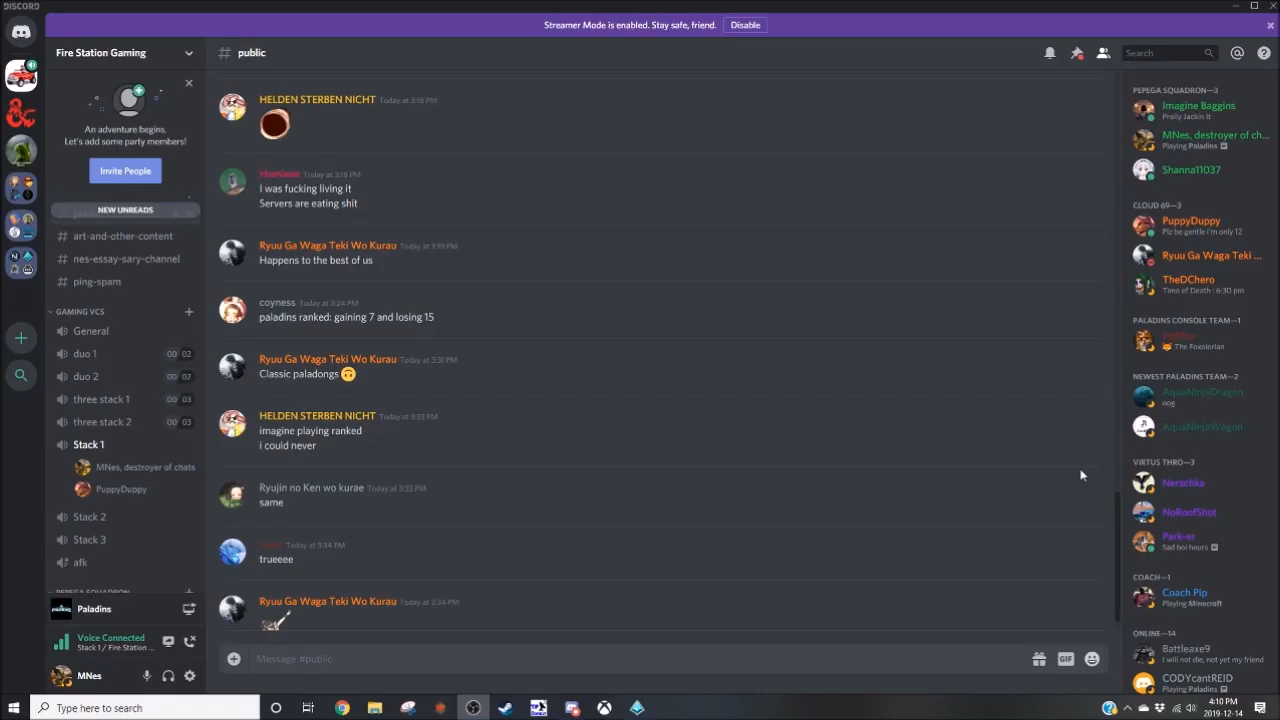 DISCORD
Streamer Mode is enabled. Stay safe, friend. Disable
Fire Station Gaming
# public
Search
An adventure begins.
Let's add some party members!
Invite People
NEW UNREADS
# art-and-other-content
# nes-essay-sary-channel
# ping-spam
GAMING VCS
General
duo 1 00 02
duo 2 00 02
three stack 1 00 03
three stack 2 00 03
Stack 1
MNes, destroyer of chats
PuppyDuppy
Stack 2
Stack 3
afk
PEPEGA SQUADRON
Paladins
Voice Connected
Stack 1 / Fire Station ...
MNes
HELDEN STERBEN NICHT Today at 3:18 PM
Today at 3:18 PM
I was fucking living it
Servers are eating shit
Ryuu Ga Waga Teki Wo Kurau Today at 3:19 PM
Happens to the best of us
coyness Today at 3:24 PM
paladins ranked: gaining 7 and losing 15
Ryuu Ga Waga Teki Wo Kurau Today at 3:31 PM
Classic paladongs 🙃
HELDEN STERBEN NICHT Today at 3:33 PM
imagine playing ranked
i could never
Ryujin no Ken wo kurae Today at 3:33 PM
same
Today at 3:34 PM
trueeee
Ryuu Ga Waga Teki Wo Kurau Today at 3:34 PM
Message #public
GIF
PEPEGA SQUADRON—3
Imagine Baggins
Prolly Jackin it
MNes, destroyer of ch...
Playing Paladins
Shanna11037
CLOUD 69—3
PuppyDuppy
Plz be gentle i'm only 12
Ryuu Ga Waga Teki ...
TheDChero
Time of Death : 6:30 pm
PALADINS CONSOLE TEAM—1
The Foxolorian
NEWEST PALADINS TEAM—2
AquaNinjaDragon
oog
AquaNinjaWagon
VIRTUS THRO—3
Nerschka
NoRoofShot
Park-er
Sad boi hours
COACH—1
Coach Pip
Playing Minecraft
ONLINE—14
Battleaxe9
I will not die, not yet my friend
CODYcantREID
Playing Paladins
Type here to search
4:10 PM
2019-12-14